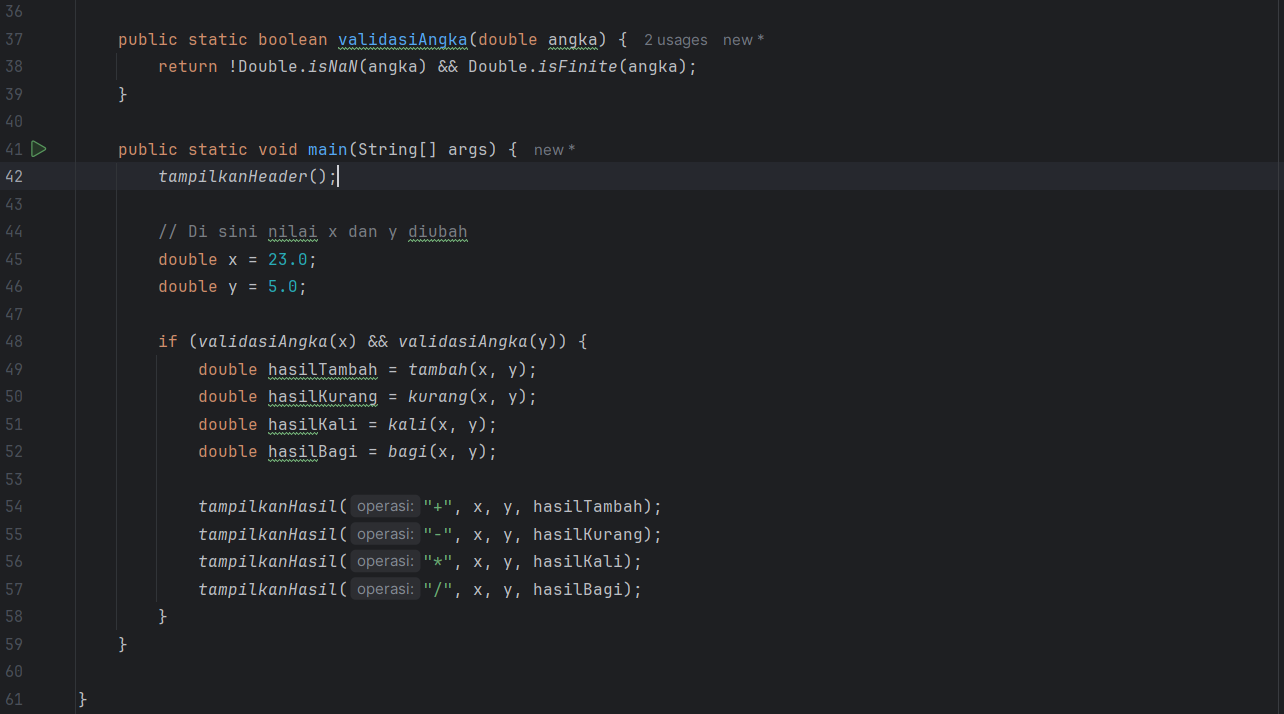 36
37 public static boolean validasiAngka(double angka) { 2 usages new *
38 return !Double.isNaN(angka) && Double.isFinite(angka);
39 }
40
41 public static void main(String[] args) { new *
42 tampilkanHeader();
43
44 // Di sini nilai x dan y diubah
45 double x = 23.0;
46 double y = 5.0;
47
48 if (validasiAngka(x) && validasiAngka(y)) {
49 double hasilTambah = tambah(x, y);
50 double hasilKurang = kurang(x, y);
51 double hasilKali = kali(x, y);
52 double hasilBagi = bagi(x, y);
53
54 tampilkanHasil( operasi: "+", x, y, hasilTambah);
55 tampilkanHasil( operasi: "-", x, y, hasilKurang);
56 tampilkanHasil( operasi: "*", x, y, hasilKali);
57 tampilkanHasil( operasi: "/", x, y, hasilBagi);
58 }
59 }
60
61 }